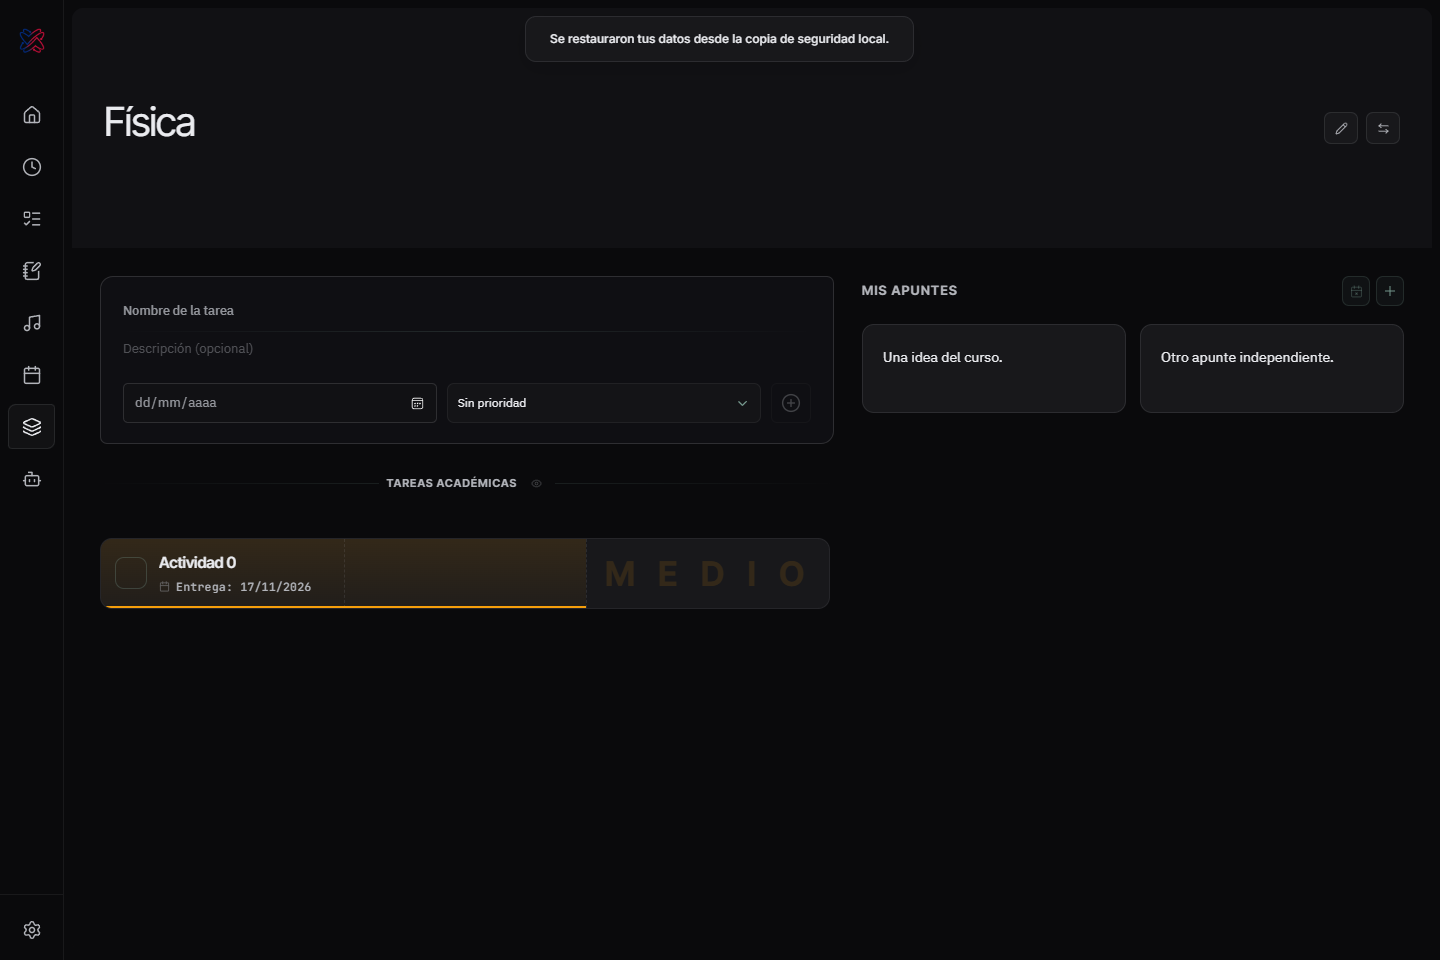 Se restauraron tus datos desde la copia de seguridad local.
Física
Nombre de la tarea
Descripción (opcional)
dd/mm/aaaa
Sin prioridad
TAREAS ACADÉMICAS
Actividad 0
Entrega: 17/11/2026
MEDIO
MIS APUNTES
Una idea del curso.
Otro apunte independiente.